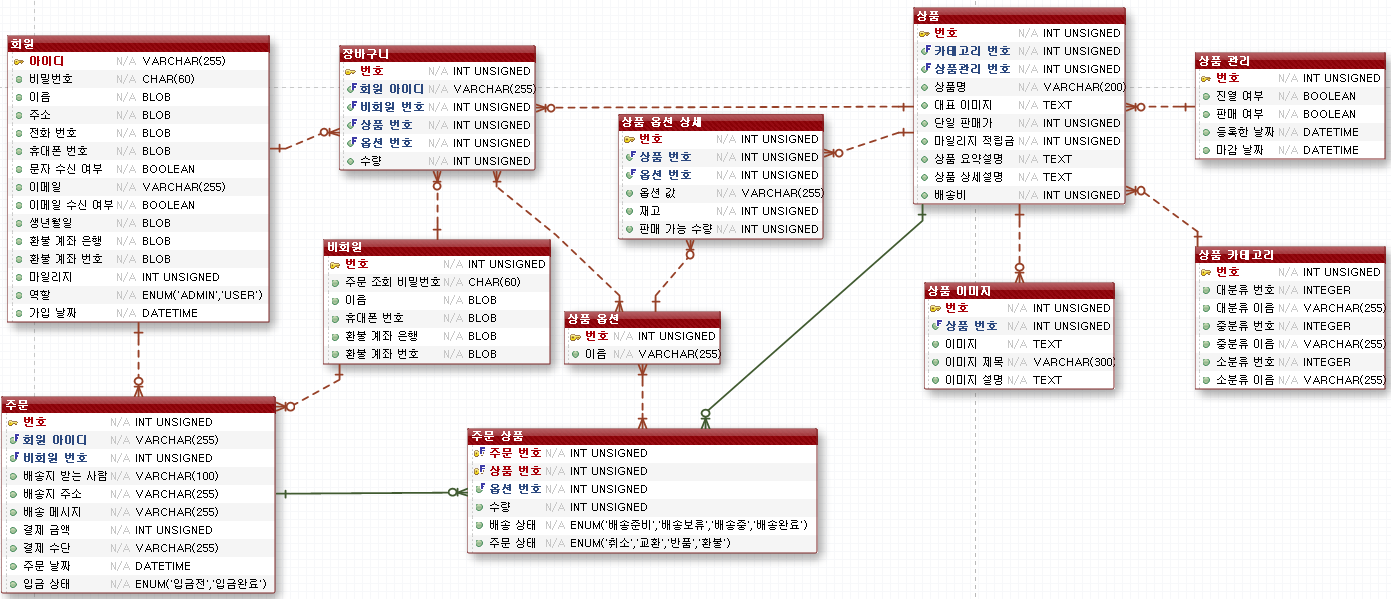 회원
아이디 N/A VARCHAR(255)
비밀번호 N/A CHAR(60)
이름 N/A BLOB
주소 N/A BLOB
전화 번호 N/A BLOB
휴대폰 번호 N/A BLOB
문자 수신 여부 N/A BOOLEAN
이메일 N/A VARCHAR(255)
이메일 수신 여부 N/A BOOLEAN
생년월일 N/A BLOB
환불 계좌 은행 N/A BLOB
환불 계좌 번호 N/A BLOB
마일리지 N/A INT UNSIGNED
역할 N/A ENUM('ADMIN','USER')
가입 날짜 N/A DATETIME
장바구니
번호 N/A INT UNSIGNED
회원 아이디 N/A VARCHAR(255)
비회원 번호 N/A INT UNSIGNED
상품 번호 N/A INT UNSIGNED
옵션 번호 N/A INT UNSIGNED
수량 N/A INT UNSIGNED
상품 옵션 상세
번호 N/A INT UNSIGNED
상품 번호 N/A INT UNSIGNED
옵션 번호 N/A INT UNSIGNED
옵션 값 N/A VARCHAR(255)
재고 N/A INT UNSIGNED
판매 가능 수량 N/A INT UNSIGNED
상품
번호 N/A INT UNSIGNED
카테고리 번호 N/A INT UNSIGNED
상품관리 번호 N/A INT UNSIGNED
상품명 N/A VARCHAR(200)
대표 이미지 N/A TEXT
단일 판매가 N/A INT UNSIGNED
마일리지 적립금 N/A INT UNSIGNED
상품 요약설명 N/A TEXT
상품 상세설명 N/A TEXT
배송비 N/A INT UNSIGNED
상품 관리
번호 N/A INT UNSIGNED
진열 여부 N/A BOOLEAN
판매 여부 N/A BOOLEAN
등록한 날짜 N/A DATETIME
마감 날짜 N/A DATETIME
비회원
번호 N/A INT UNSIGNED
주문 조회 비밀번호 N/A CHAR(60)
이름 N/A BLOB
휴대폰 번호 N/A BLOB
환불 계좌 은행 N/A BLOB
환불 계좌 번호 N/A BLOB
상품 옵션
번호 N/A INT UNSIGNED
이름 N/A VARCHAR(255)
상품 이미지
번호 N/A INT UNSIGNED
상품 번호 N/A INT UNSIGNED
이미지 N/A TEXT
이미지 제목 N/A VARCHAR(300)
이미지 설명 N/A TEXT
상품 카테고리
번호 N/A INT UNSIGNED
대분류 번호 N/A INTEGER
대분류 이름 N/A VARCHAR(255)
중분류 번호 N/A INTEGER
중분류 이름 N/A VARCHAR(255)
소분류 번호 N/A INTEGER
소분류 이름 N/A VARCHAR(255)
주문
번호 N/A INT UNSIGNED
회원 아이디 N/A VARCHAR(255)
비회원 번호 N/A INT UNSIGNED
배송지 받는 사람 N/A VARCHAR(100)
배송지 주소 N/A VARCHAR(255)
배송 메시지 N/A VARCHAR(255)
결제 금액 N/A INT UNSIGNED
결제 수단 N/A VARCHAR(255)
주문 날짜 N/A DATETIME
입금 상태 N/A ENUM('입금전','입금완료')
주문 상품
주문 번호 N/A INT UNSIGNED
상품 번호 N/A INT UNSIGNED
옵션 번호 N/A INT UNSIGNED
수량 N/A INT UNSIGNED
배송 상태 N/A ENUM('배송준비','배송보류','배송중','배송완료')
주문 상태 N/A ENUM('취소','교환','반품','환불')